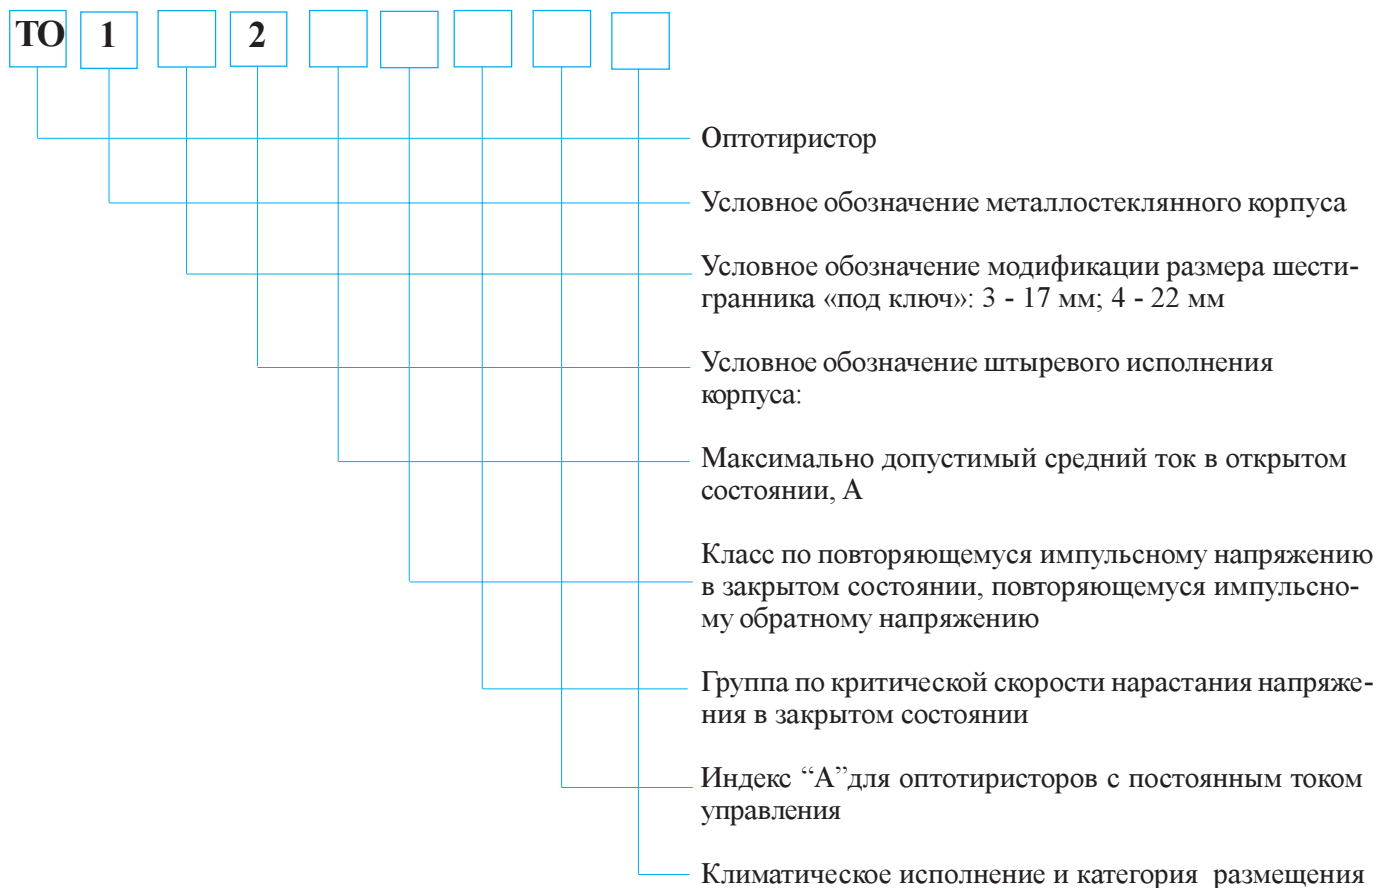 ТО 1 2
Оптотиристор
Условное обозначение металлостеклянного корпуса
Условное обозначение модификации размера шести-
гранника «под ключ»: 3 - 17 мм; 4 - 22 мм
Условное обозначение штыревого исполнения
корпуса:
Максимально допустимый средний ток в открытом
состоянии, А
Класс по повторяющемуся импульсному напряжению
в закрытом состоянии, повторяющемуся импульсно-
му обратному напряжению
Группа по критической скорости нарастания напряже-
ния в закрытом состоянии
Индекс “А”для оптотиристоров с постоянным током
управления
Климатическое исполнение и категория размещения